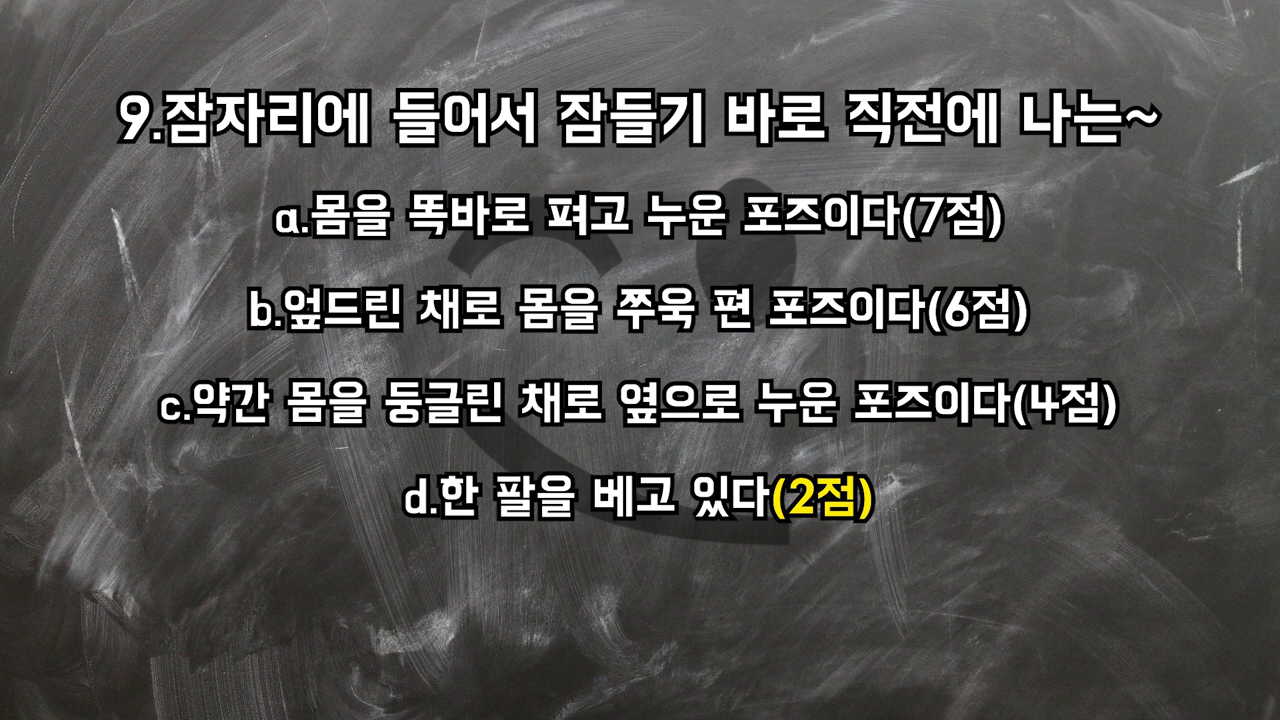 9.잠자리에 들어서 잠들기 바로 직전에 나는~
a.몸을 똑바로 펴고 누운 포즈이다(7점)
b.엎드린 채로 몸을 쭈욱 편 포즈이다(6점)
c.약간 몸을 둥글린 채로 옆으로 누운 포즈이다(4점)
d.한 팔을 베고 있다(2점)